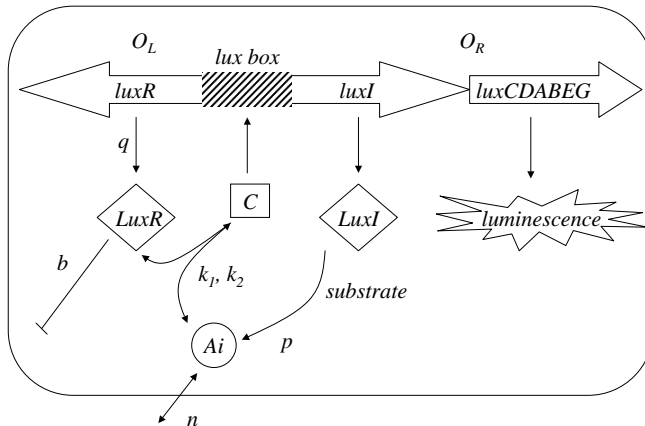 O_L
lux box
O_R
luxR
luxI
luxCDABEG
q
LuxR
C
LuxI
luminescence
b
k_1, k_2
substrate
Ai
p
n